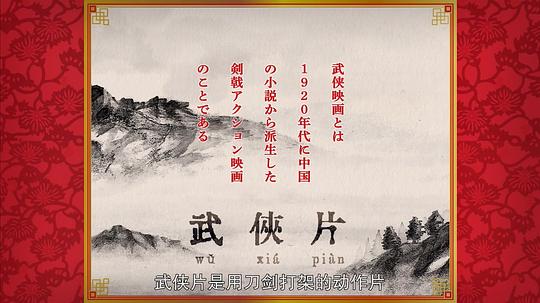 武侠映画とは
1920年代に中国
の小説から派生した
剣戟アクション映画
のことである
武俠片
wǔ xiá piàn
武侠片是用刀剑打架的动作片